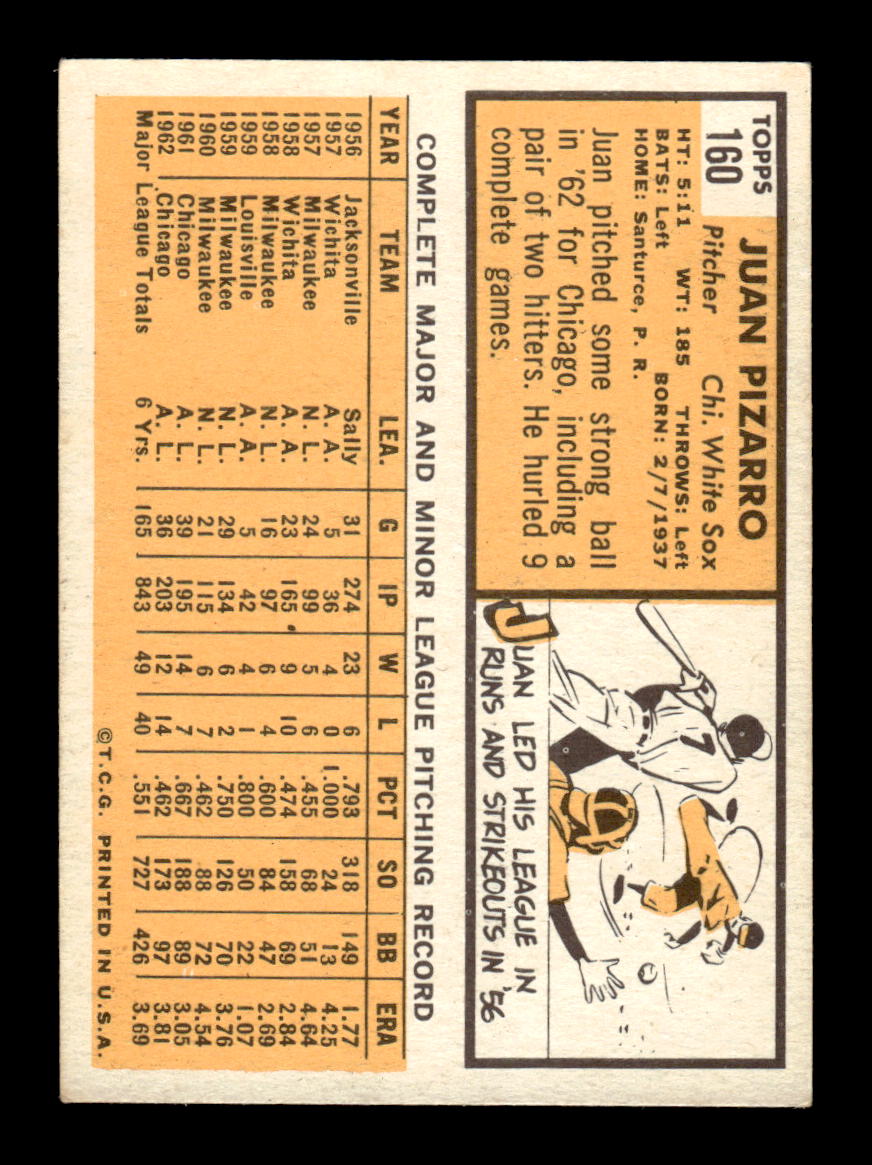 TOPPS
160
JUAN PIZARRO
Pitcher Chi. White Sox
HT: 5:11 WT: 185 THROWS: Left
BATS: Left BORN: 2/7/1937
HOME: Santurce, P. R.
Juan pitched some strong ball
in '62 for Chicago, including a
pair of two hitters. He hurled 9
complete games.
7
JUAN LED HIS LEAGUE IN
RUNS AND STRIKEOUTS IN '56
COMPLETE MAJOR AND MINOR LEAGUE PITCHING RECORD
YEAR TEAM LEA. G IP W L PCT SO BB ERA
1956 Jacksonville Sally 31 274 23 6 .793 318 149 1.77
1957 Wichita A. A. 5 36 4 0 1.000 24 13 4.25
1957 Milwaukee N. L. 24 99 5 6 .455 68 51 4.64
1958 Wichita A. A. 23 165 9 10 .474 158 69 2.84
1958 Milwaukee N. L. 16 97 6 4 .600 84 47 2.69
1959 Louisville A. A. 5 42 4 1 .800 50 22 1.07
1959 Milwaukee N. L. 29 134 6 2 .750 126 70 3.76
1960 Milwaukee N. L. 21 115 6 7 .462 88 72 4.54
1961 Chicago A. L. 39 195 14 7 .667 188 89 3.05
1962 Chicago A. L. 36 203 12 14 .462 173 97 3.81
Major League Totals 6 Yrs. 165 843 49 40 .551 727 426 3.69
©T.C.G. PRINTED IN U.S.A.